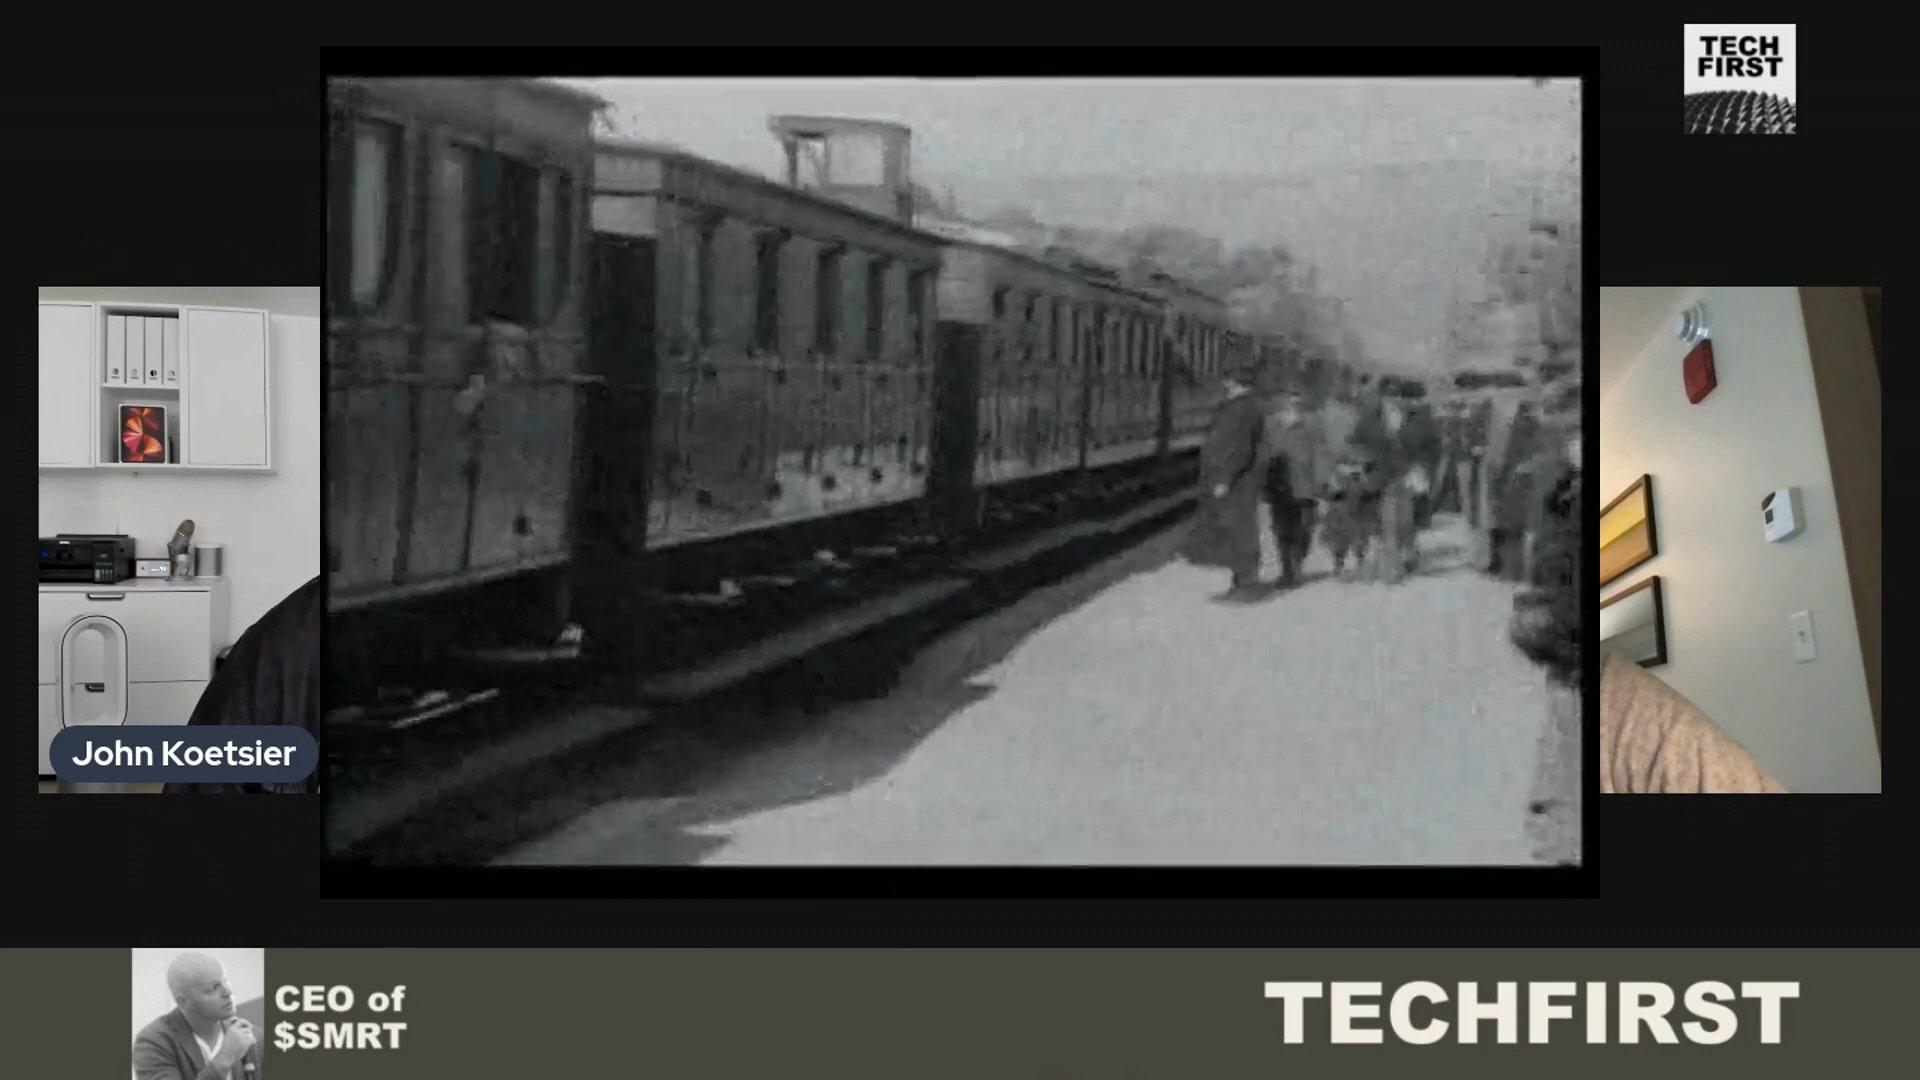 TECH
FIRST
John Koetsier
CEO of
$SMRT
TECHFIRST